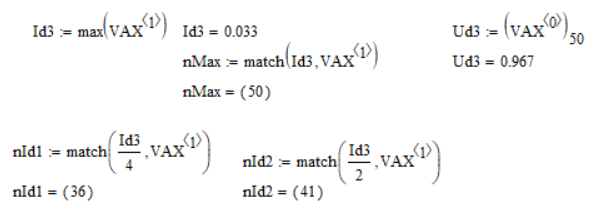 Id3 := max(VAX^⟨1⟩) Id3 = 0.033 Ud3 := (VAX^⟨0⟩)_50
nMax := match(Id3, VAX^⟨1⟩) Ud3 = 0.967
nMax = (50)
nId1 := match(Id3/4, VAX^⟨1⟩) nId2 := match(Id3/2, VAX^⟨1⟩)
nId1 = (36) nId2 = (41)